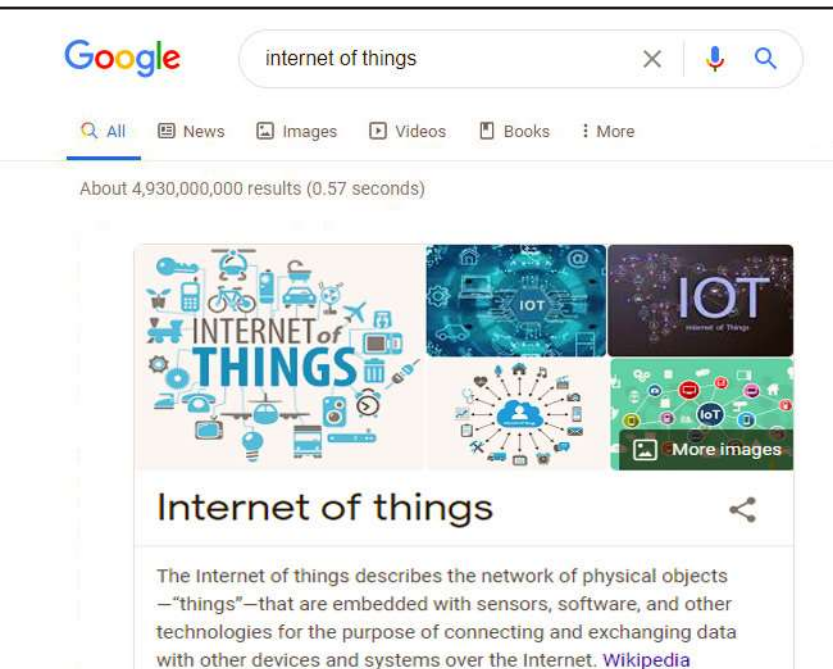 Google
internet of things
All News Images Videos Books More
About 4,930,000,000 results (0.57 seconds)
INTERNET of
THINGS
IOT
IOT
Internet of Things
IoT
More images
Internet of things
The Internet of things describes the network of physical objects
—“things”—that are embedded with sensors, software, and other
technologies for the purpose of connecting and exchanging data
with other devices and systems over the Internet. Wikipedia